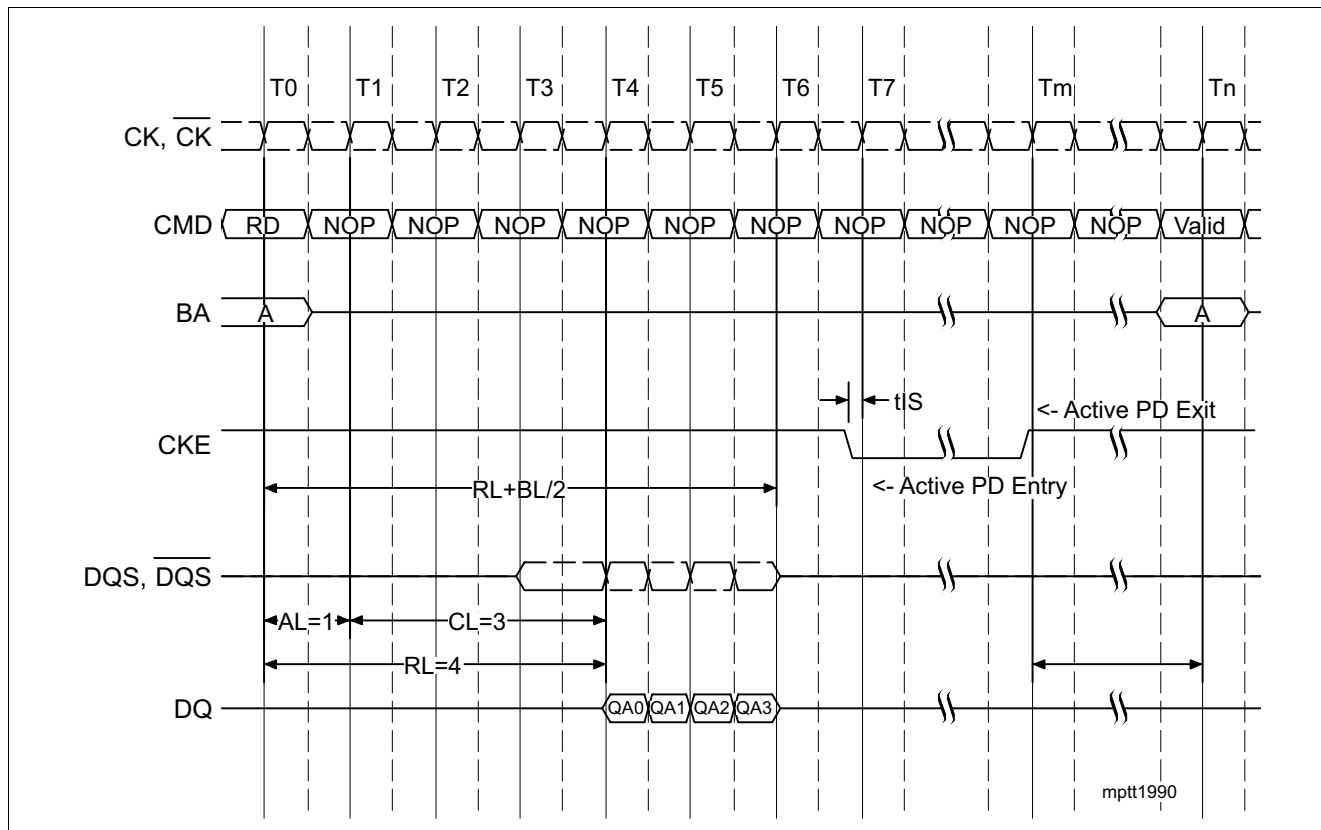 T0 T1 T2 T3 T4 T5 T6 T7 Tm Tn
CK, CK
CMD RD NOP NOP NOP NOP NOP NOP NOP NOP NOP NOP Valid
BA A A
tIS
<- Active PD Exit
CKE
RL+BL/2
<- Active PD Entry
DQS, DQS
AL=1 CL=3
RL=4
DQ QA0 QA1 QA2 QA3
mptt1990